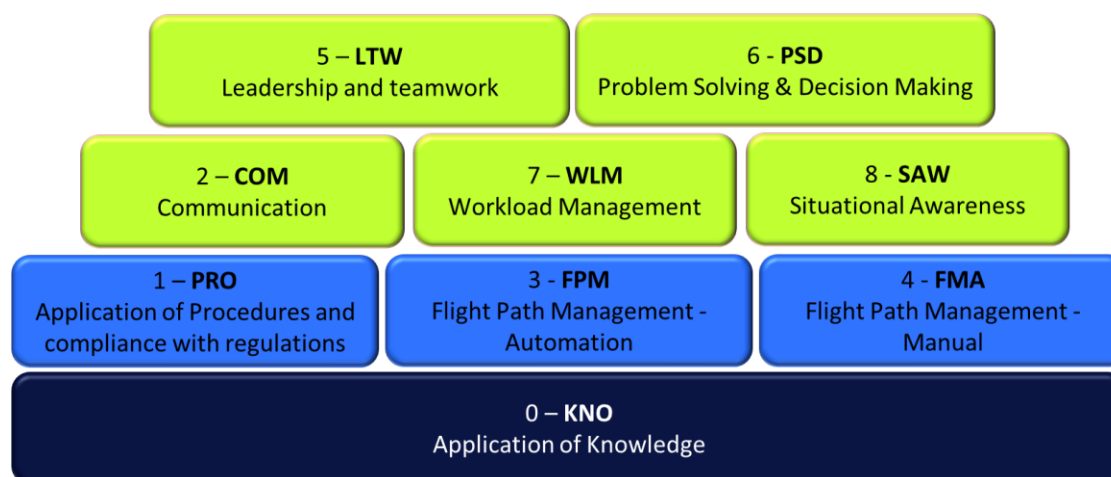 5 – LTW
Leadership and teamwork
6 - PSD
Problem Solving & Decision Making
2 – COM
Communication
7 – WLM
Workload Management
8 - SAW
Situational Awareness
1 – PRO
Application of Procedures and
compliance with regulations
3 - FPM
Flight Path Management -
Automation
4 - FMA
Flight Path Management -
Manual
0 – KNO
Application of Knowledge